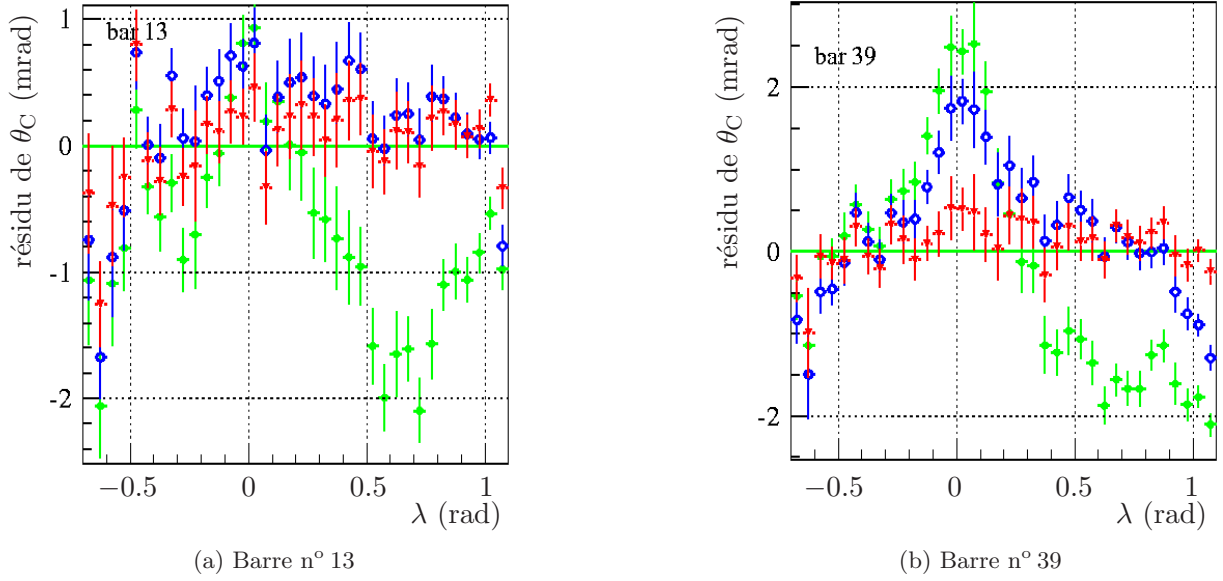 résidu de θC (mrad)
bar 13
1
0
-1
-2
−0.5
0
0.5
1
λ (rad)
(a) Barre nº 13
résidu de θC (mrad)
bar 39
2
0
-2
−0.5
0
0.5
1
λ (rad)
(b) Barre nº 39